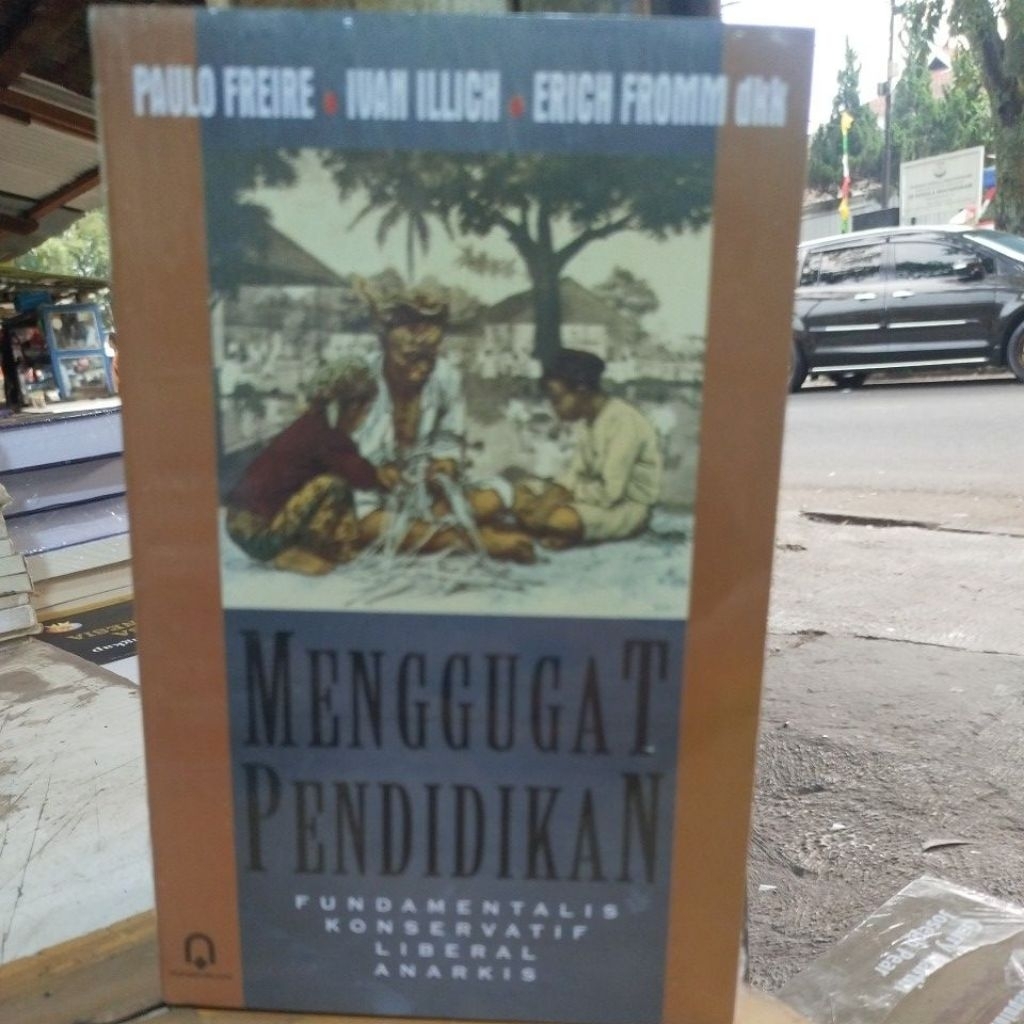 PAULO FREIRE • IVAN ILLICH • ERICH FROMM dkk
MENGGUGAT
PENDIDIKAN
FUNDAMENTALIS
KONSERVATIF
LIBERAL
ANARKIS